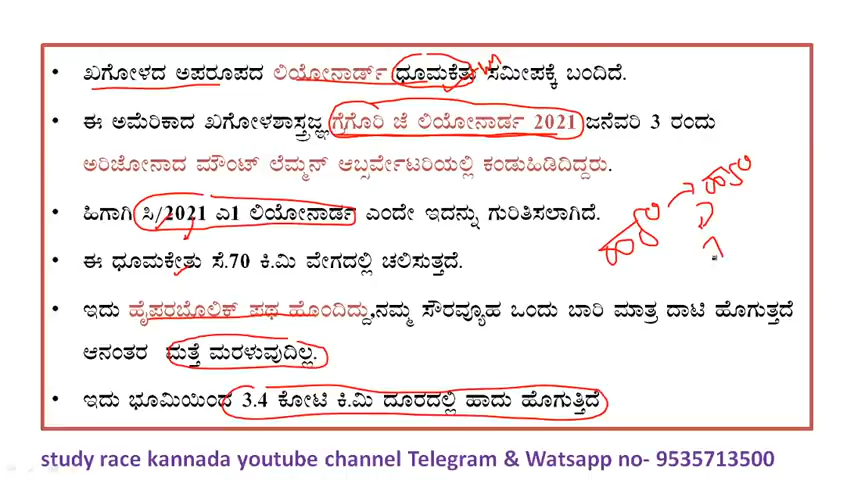 • ಖಗೋಳದ ಅಪರೂಪದ ಲಿಯೋನಾರ್ಡ್ ಧೂಮಕೆತು ಸಮೀಪಕ್ಕೆ ಬಂದಿದೆ.
• ಈ ಅಮೆರಿಕಾದ ಖಗೋಳಶಾಸ್ತ್ರಜ್ಞ ಗ್ರೆಗೊರಿ ಜೆ ಲಿಯೋನಾರ್ಡ 2021 ಜನೆವರಿ 3 ರಂದು
ಅರಿಜೋನಾದ ಮೌಂಟ್ ಲೆಮ್ಮನ್ ಆಬ್ಸರ್ವೇಟರಿಯಲ್ಲಿ ಕಂಡುಹಿಡಿದಿದ್ದರು.
• ಹಿಗಾಗಿ ಸಿ/2021 ಎ1 ಲಿಯೋನಾರ್ಡ ಎಂದೇ ಇದನ್ನು ಗುರಿತಿಸಲಾಗಿದೆ.
• ಈ ಧೂಮಕೇತು ಸೆ.70 ಕಿ.ಮಿ ವೇಗದಲ್ಲಿ ಚಲಿಸುತ್ತದೆ.
• ಇದು ಹೈಪರಬೊಲಿಕ್ ಪಥ ಹೊಂದಿದ್ದು,ನಮ್ಮ ಸೌರವ್ಯೂಹ ಒಂದು ಬಾರಿ ಮಾತ್ರ ದಾಟಿ ಹೊಗುತ್ತದೆ
ಆನಂತರ ಮತ್ತೆ ಮರಳುವುದಿಲ್ಲ.
• ಇದು ಭೂಮಿಯಿಂದ 3.4 ಕೋಟಿ ಕಿ.ಮಿ ದೂರದಲ್ಲಿ ಹಾದು ಹೊಗುತ್ತಿದೆ
study race kannada youtube channel Telegram & Watsapp no- 9535713500